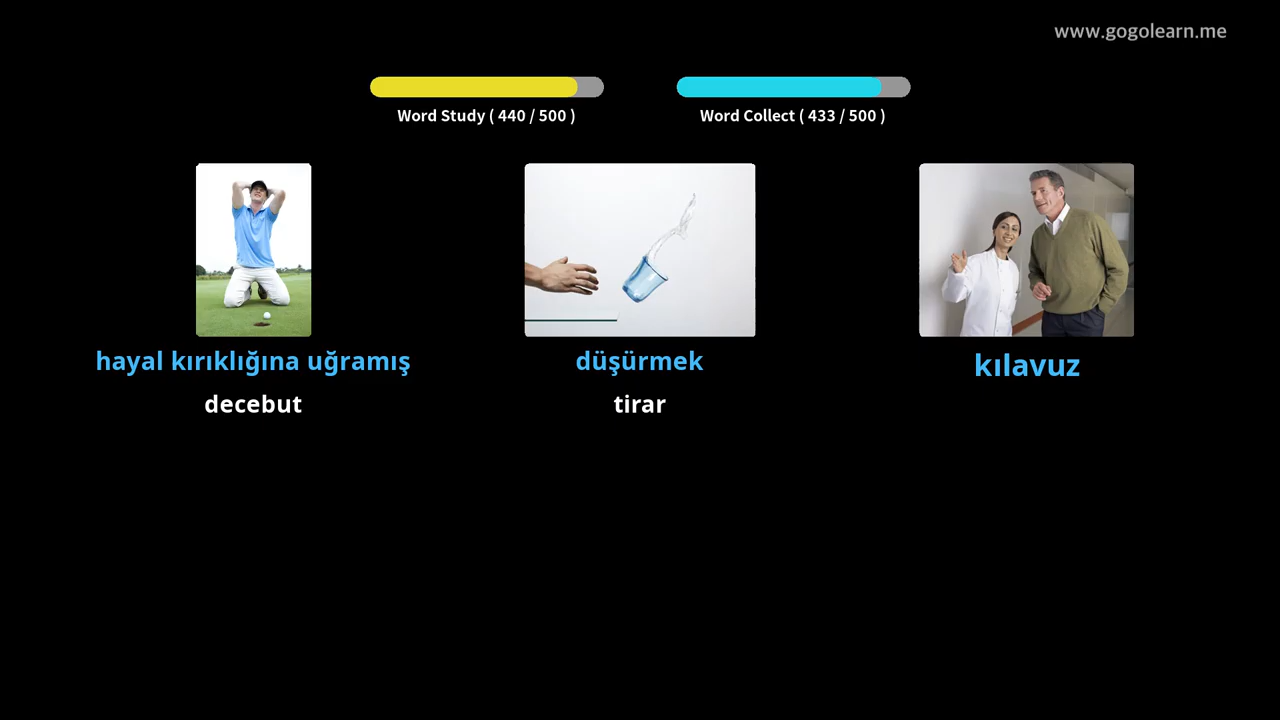 www.gogolearn.me
Word Study ( 440 / 500 )
Word Collect ( 433 / 500 )
hayal kırıklığına uğramış
düşürmek
kılavuz
decebut
tirar